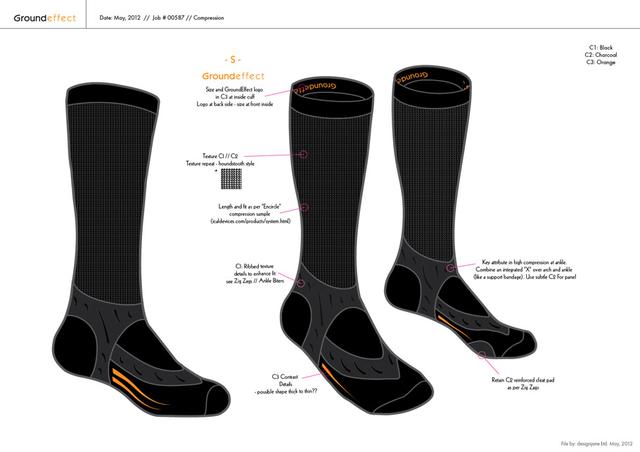 Groundeffect
Date: May, 2012 // Job # 00587 // Compression
C1: Black
C2: Charcoal
C3: Orange
- S -
Groundeffect
Size and GroundEffect logo
in C3 at inside cuff
Logo at back side - size at front inside
Texture C1 // C2
Texture repeat - houndstooth style
Length and fit as per "Encircle"
compression sample
(icaldevices.com/products/system.html)
C1: Ribbed texture
details to enhance fit
see Zig Zags // Ankle Biters
C3 Contrast
Details
- possible shape thick to thin??
Key attribute in high compression at ankle.
Combine an integrated "X" over arch and ankle
(like a support bandage). Use subtle C2 for panel
Retain C2 reinforced cleat pad
as per Zig Zags
Groundeffe
Groundeffe
File by: designjane ltd. May, 2012